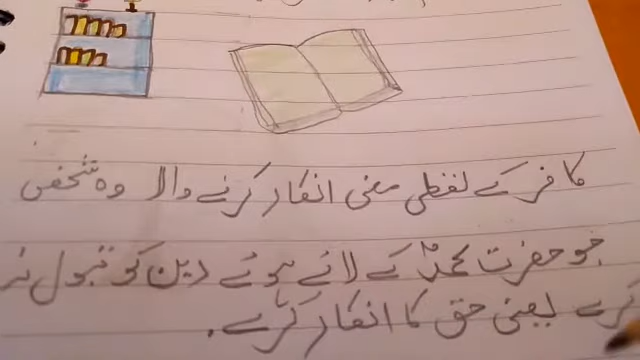 کافر کے لفظی معنی انکار کرنے والا وہ شخص
جو حضرت محمدؐ کے لائے ہوئے دین کو قبول نہ
کرے یعنی حق کا انکار کرے.